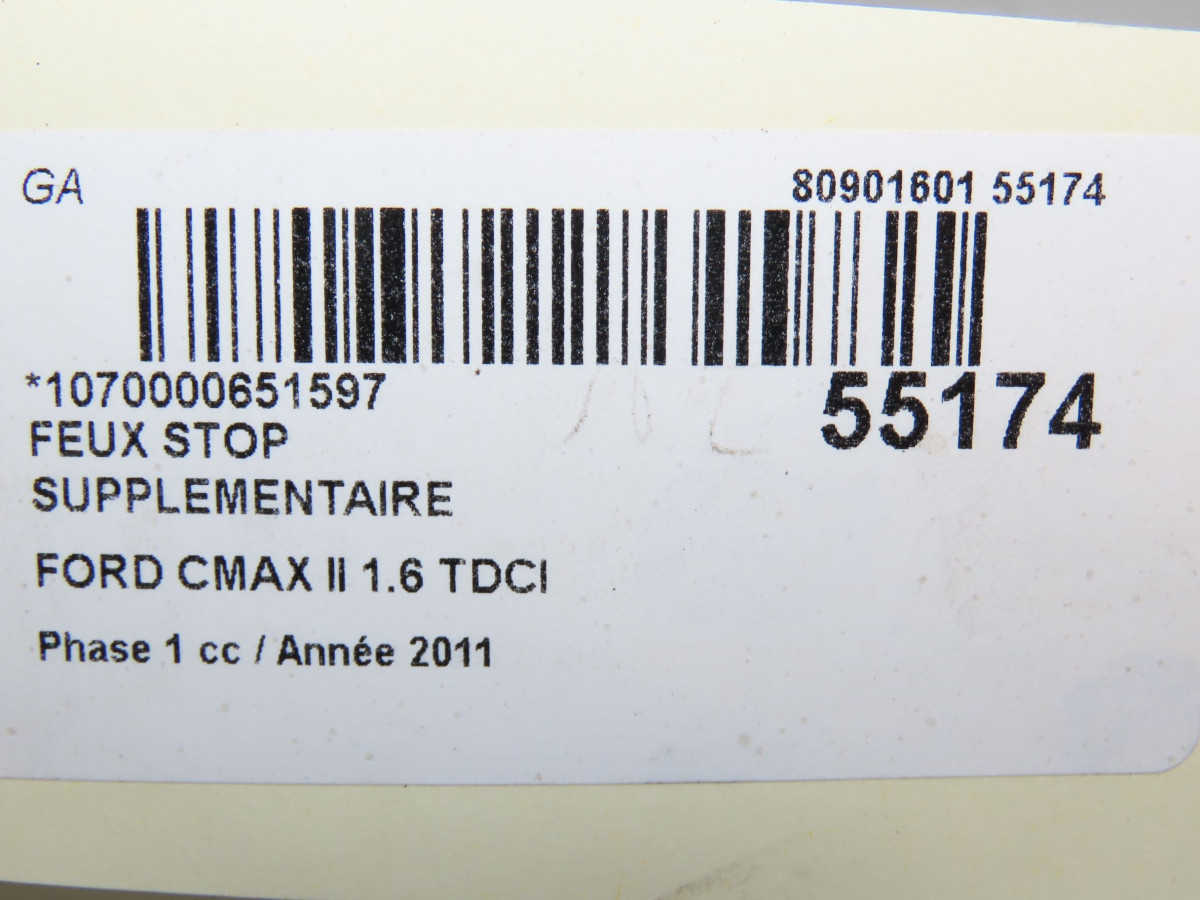 GA
80901601 55174
*1070000651597
55174
FEUX STOP
SUPPLEMENTAIRE
FORD CMAX II 1.6 TDCI
Phase 1 cc / Année 2011